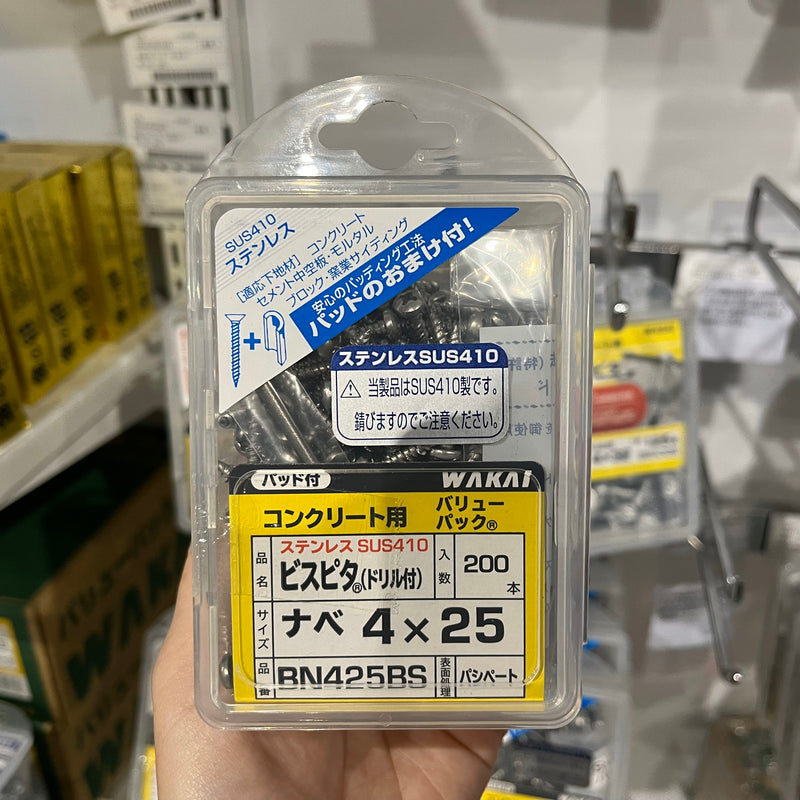 SUS410
ステンレス
[適応下地材] コンクリート
セメント中空板・モルタル
ブロック・窯業サイディング
安心のパッティング工法
パッドのおまけ付!
ステンレスSUS410
⚠ 当製品はSUS410製です。
錆びますのでご注意ください。
パッド付
WAKAI
コンクリート用
バリュー
パック®
品名
ステンレス SUS410
ビスピタ®(ドリル付)
入数
200本
サイズ
ナベ 4×25
品番
BN425BS
表面処理
パシペート